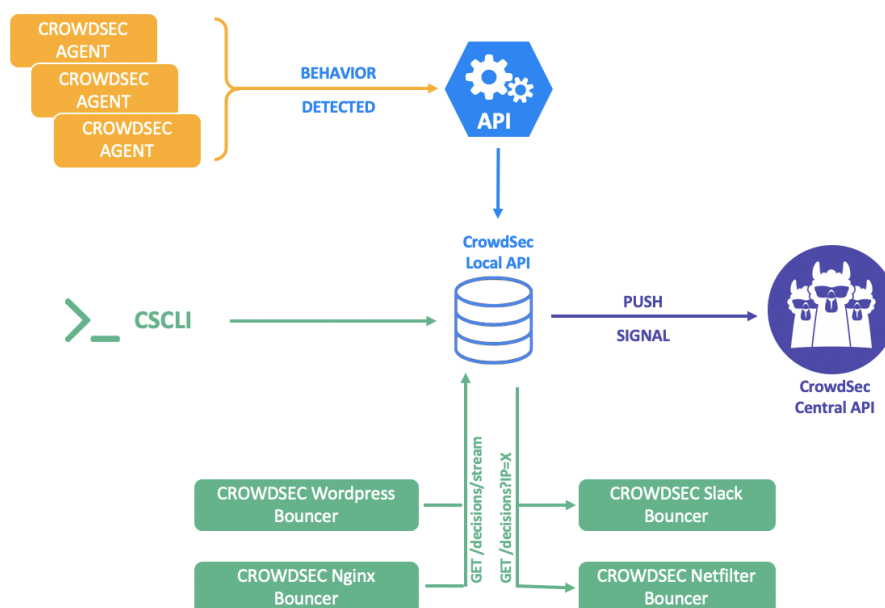 CROWDSEC
AGENT
CROWDSEC
AGENT
CROWDSEC
AGENT
BEHAVIOR
DETECTED
API
CrowdSec
Local API
CSCLI
PUSH
SIGNAL
CrowdSec
Central API
GET /decisions/stream
GET /decisions?IP=X
CROWDSEC Wordpress
Bouncer
CROWDSEC Slack
Bouncer
CROWDSEC Nginx
Bouncer
CROWDSEC Netfilter
Bouncer